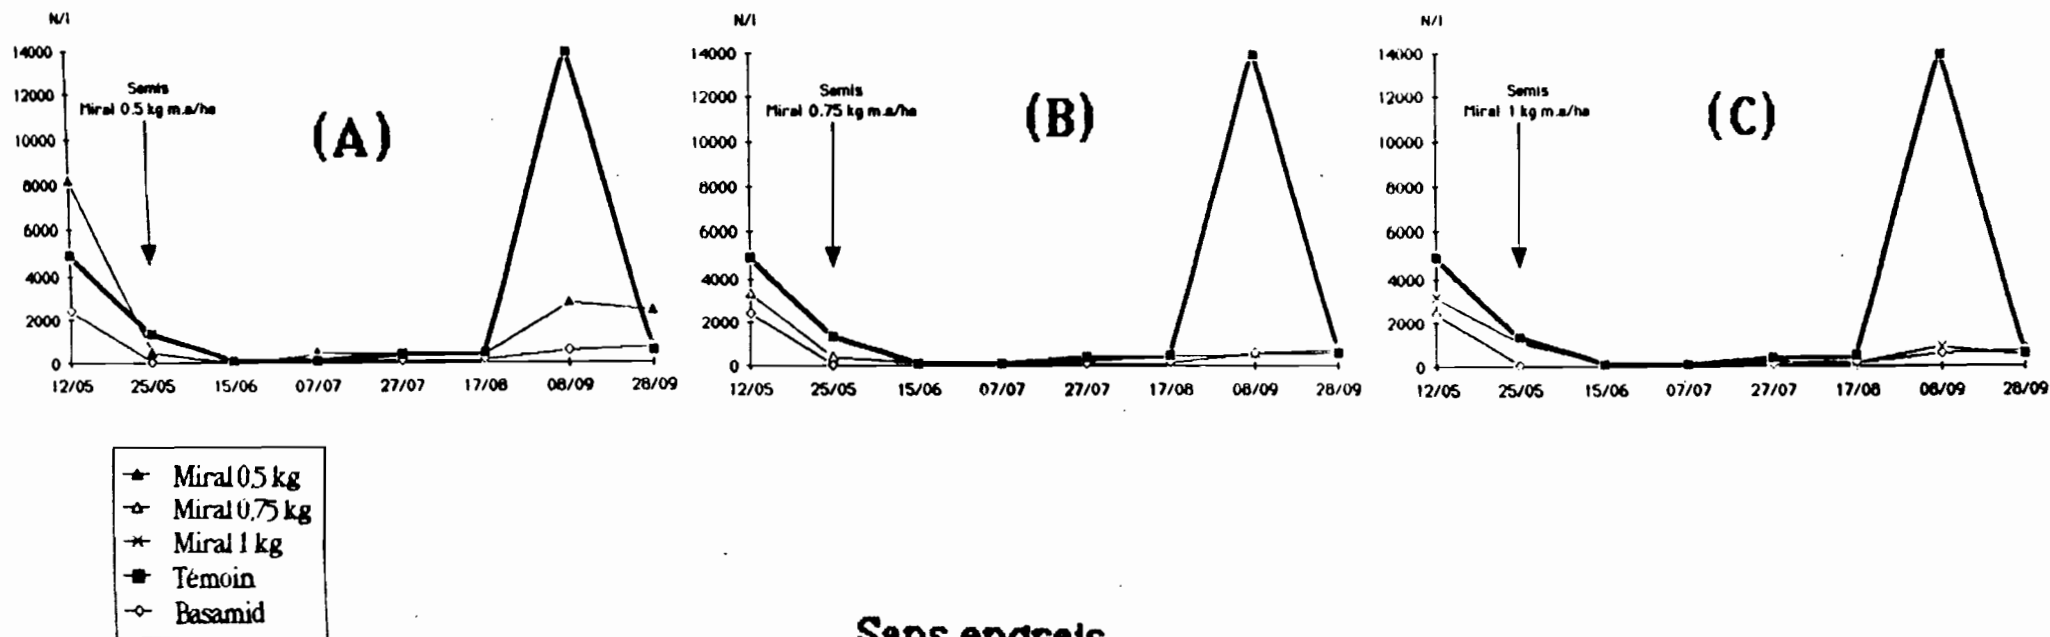 N/l
14000
12000
10000
8000
6000
4000
2000
0
12/05 25/05 15/06 07/07 27/07 17/08 08/09 28/09
Semis
Miral 0.5 kg m.a/ha
(A)
N/l
14000
12000
10000
8000
6000
4000
2000
0
12/05 25/05 15/06 07/07 27/07 17/08 08/09 28/09
Semis
Miral 0.75 kg m.a/ha
(B)
N/l
14000
12000
10000
8000
6000
4000
2000
0
12/05 25/05 15/06 07/07 27/07 17/08 08/09 28/09
Semis
Miral 1 kg m.a/ha
(C)
Miral 0.5 kg
Miral 0.75 kg
Miral 1 kg
Témoin
Basamid
Sans engrais